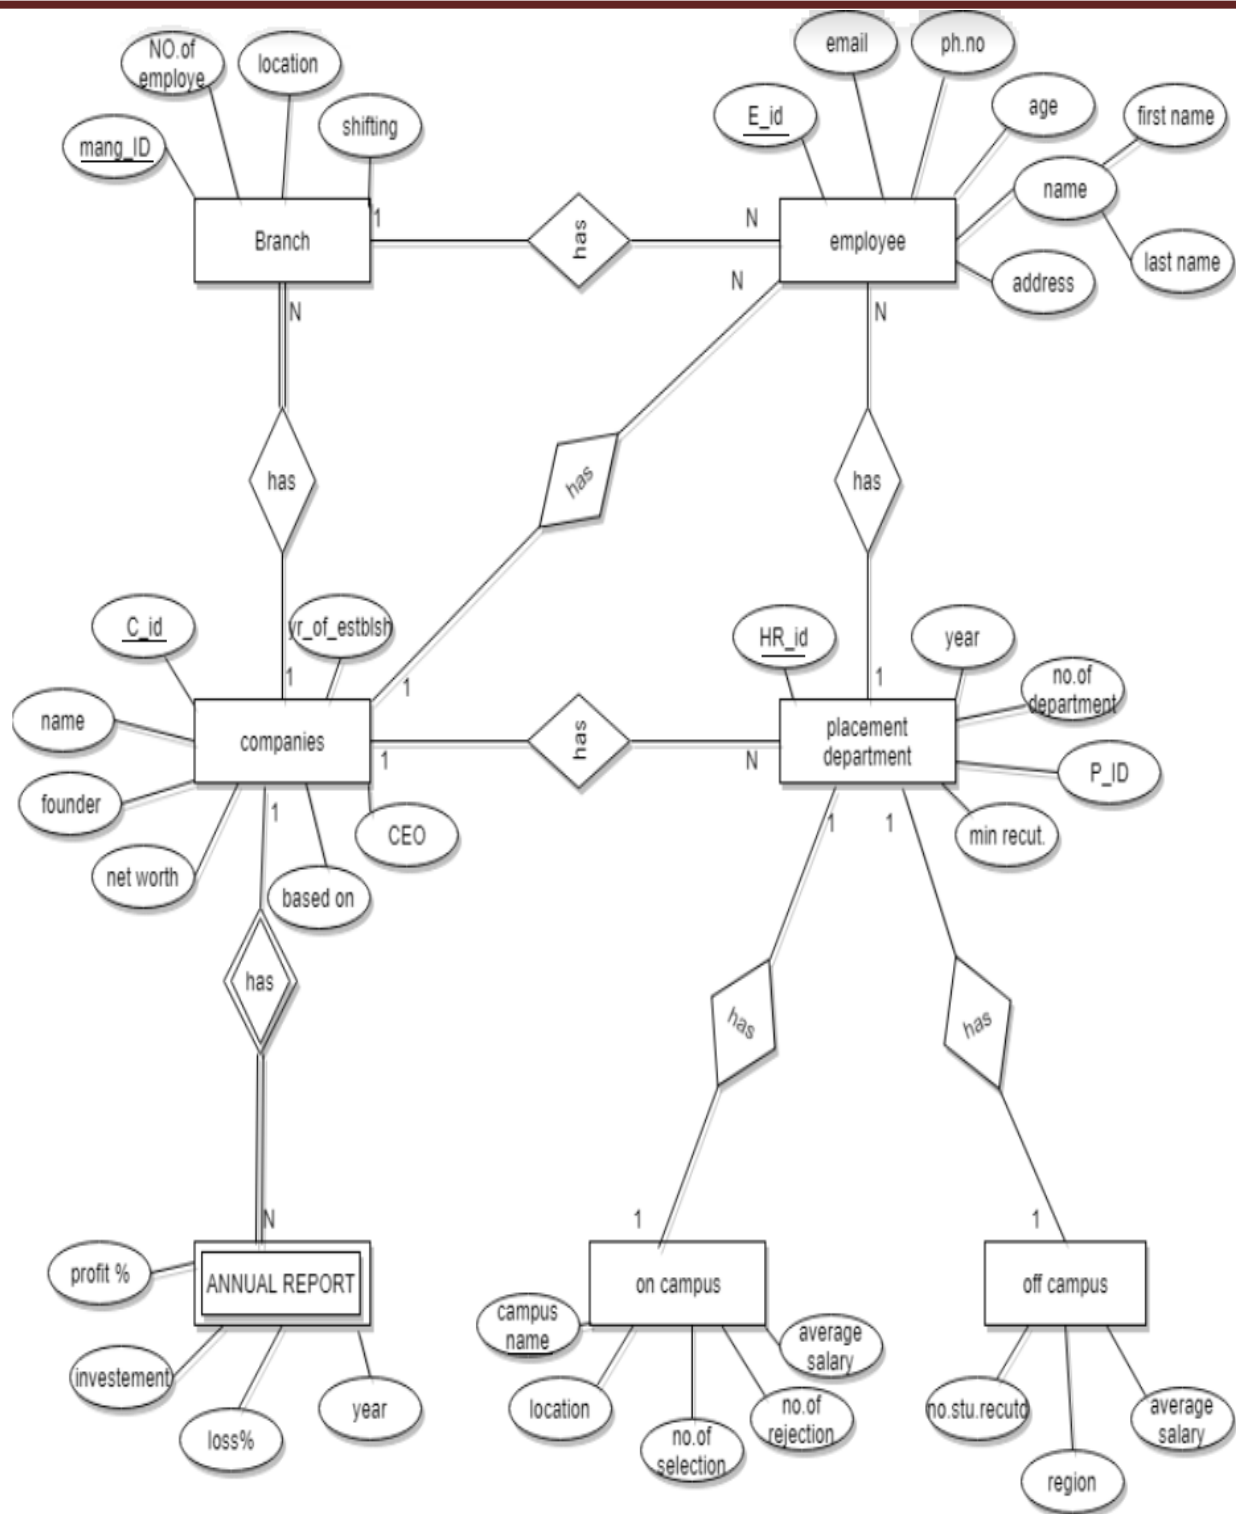 NO.of
employe
location
shifting
mang_ID
Branch
1
has
N
email
ph.no
E_id
age
first name
name
last name
address
employee
N
N
N
has
has
has
C_id
yr_of_estblsh
1
1
name
companies
founder
net worth
based on
CEO
1
1
has
N
HR_id
year
1
no.of
department
placement
department
P_ID
min recut.
1
1
has
has
has
N
1
1
profit %
ANNUAL REPORT
investement
loss%
year
on campus
campus
name
location
no.of
selection
no.of
rejection
average
salary
off campus
no.stu.recutd
region
average
salary